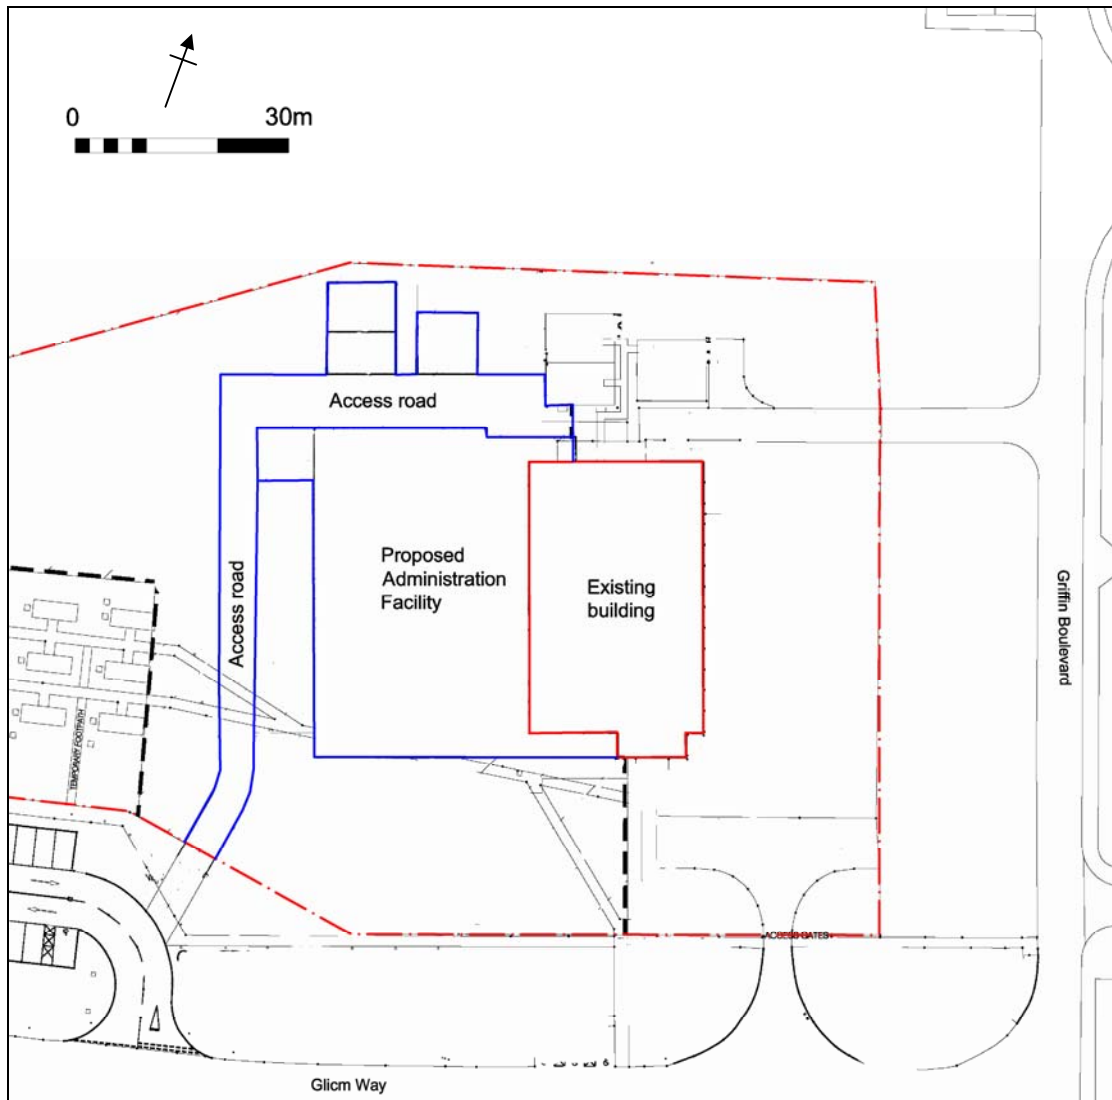 0 30m
Access road
Proposed
Administration
Facility
Existing
building
Access road
Griffin Boulevard
TEMPORARY FOOTPATH
ACCESS GATES
Glicm Way